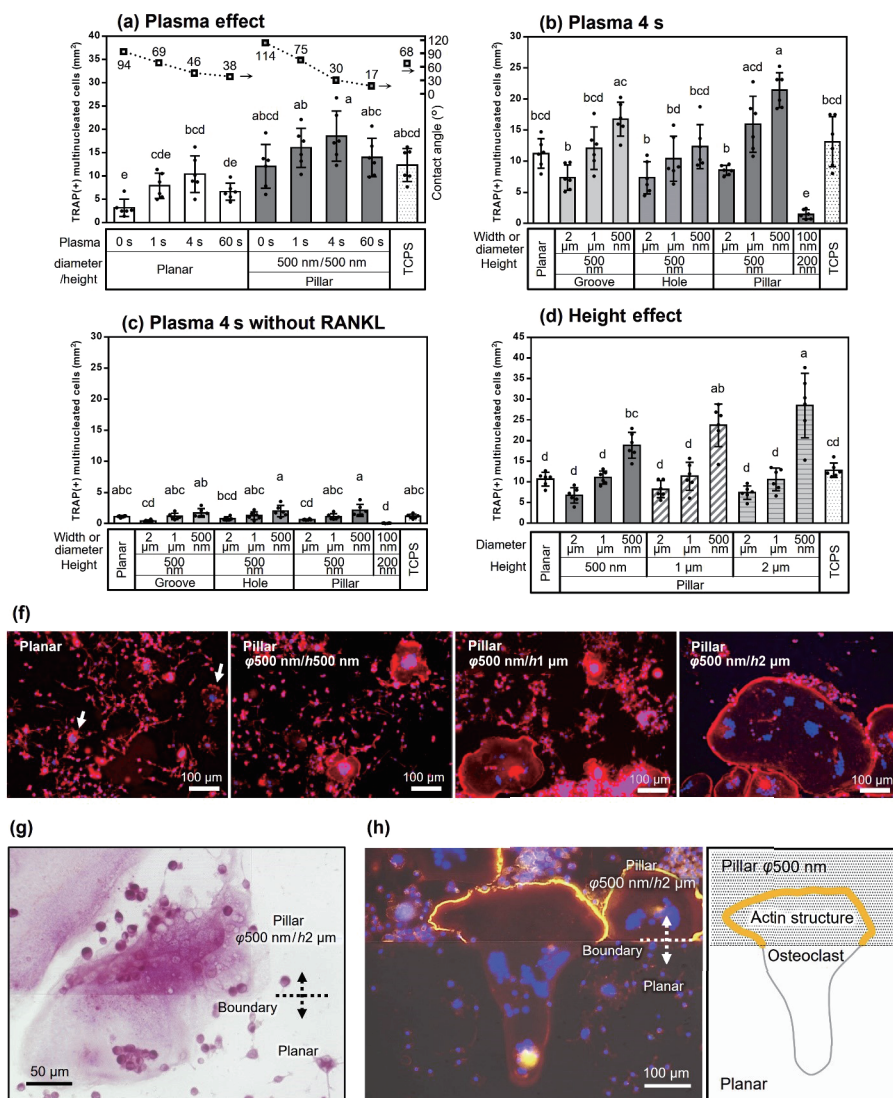 (a) Plasma effect
TRAP(+) multinucleated cells (mm²)
40
35
30
25
20
15
10
5
0
94
69
46
38
114
75
30
17
68
120
90
60
30
0
Contact angle (°)
e
cde
bcd
de
abcd
ab
a
abcd
abcd
Plasma 0 s 1 s 4 s 60 s 0 s 1 s 4 s 60 s TCPS
diameter /height
Planar
500 nm/500 nm
Pillar
(b) Plasma 4 s
TRAP(+) multinucleated cells (mm²)
30
25
20
15
10
5
0
bcd
b
bcd
ac
b
bd
bcd
b
acd
a
e
bcd
Width or diameter
Planar 2 µm 1 µm 500 nm 2 µm 1 µm 500 nm 2 µm 1 µm 500 nm 100 nm TCPS
Height 500 nm 500 nm 500 nm 200 nm
Groove Hole Pillar
(c) Plasma 4 s without RANKL
TRAP(+) multinucleated cells (mm²)
30
25
20
15
10
5
0
abc
cd
abc
ab
bcd
abc
a
cd
abc
a
d
abc
Width or diameter
Planar 2 µm 1 µm 500 nm 2 µm 1 µm 500 nm 2 µm 1 µm 500 nm 100 nm TCPS
Height 500 nm 500 nm 500 nm 200 nm
Groove Hole Pillar
(d) Height effect
TRAP(+) multinucleated cells (mm²)
45
40
35
30
25
20
15
10
5
0
d
d
d
bc
d
d
ab
d
d
a
cd
Diameter
Planar 2 µm 1 µm 500 nm 2 µm 1 µm 500 nm 2 µm 1 µm 500 nm TCPS
Height 500 nm 1 µm 2 µm
Pillar
(f)
Planar
100 µm
Pillar
φ500 nm/h500 nm
100 µm
Pillar
φ500 nm/h1 µm
100 µm
Pillar
φ500 nm/h2 µm
100 µm
(g)
Pillar
φ500 nm/h2 µm
Boundary
Planar
50 µm
(h)
Pillar
φ500 nm/h2 µm
Boundary
Planar
100 µm
Pillar φ500 nm
Actin structure
Osteoclast
Planar